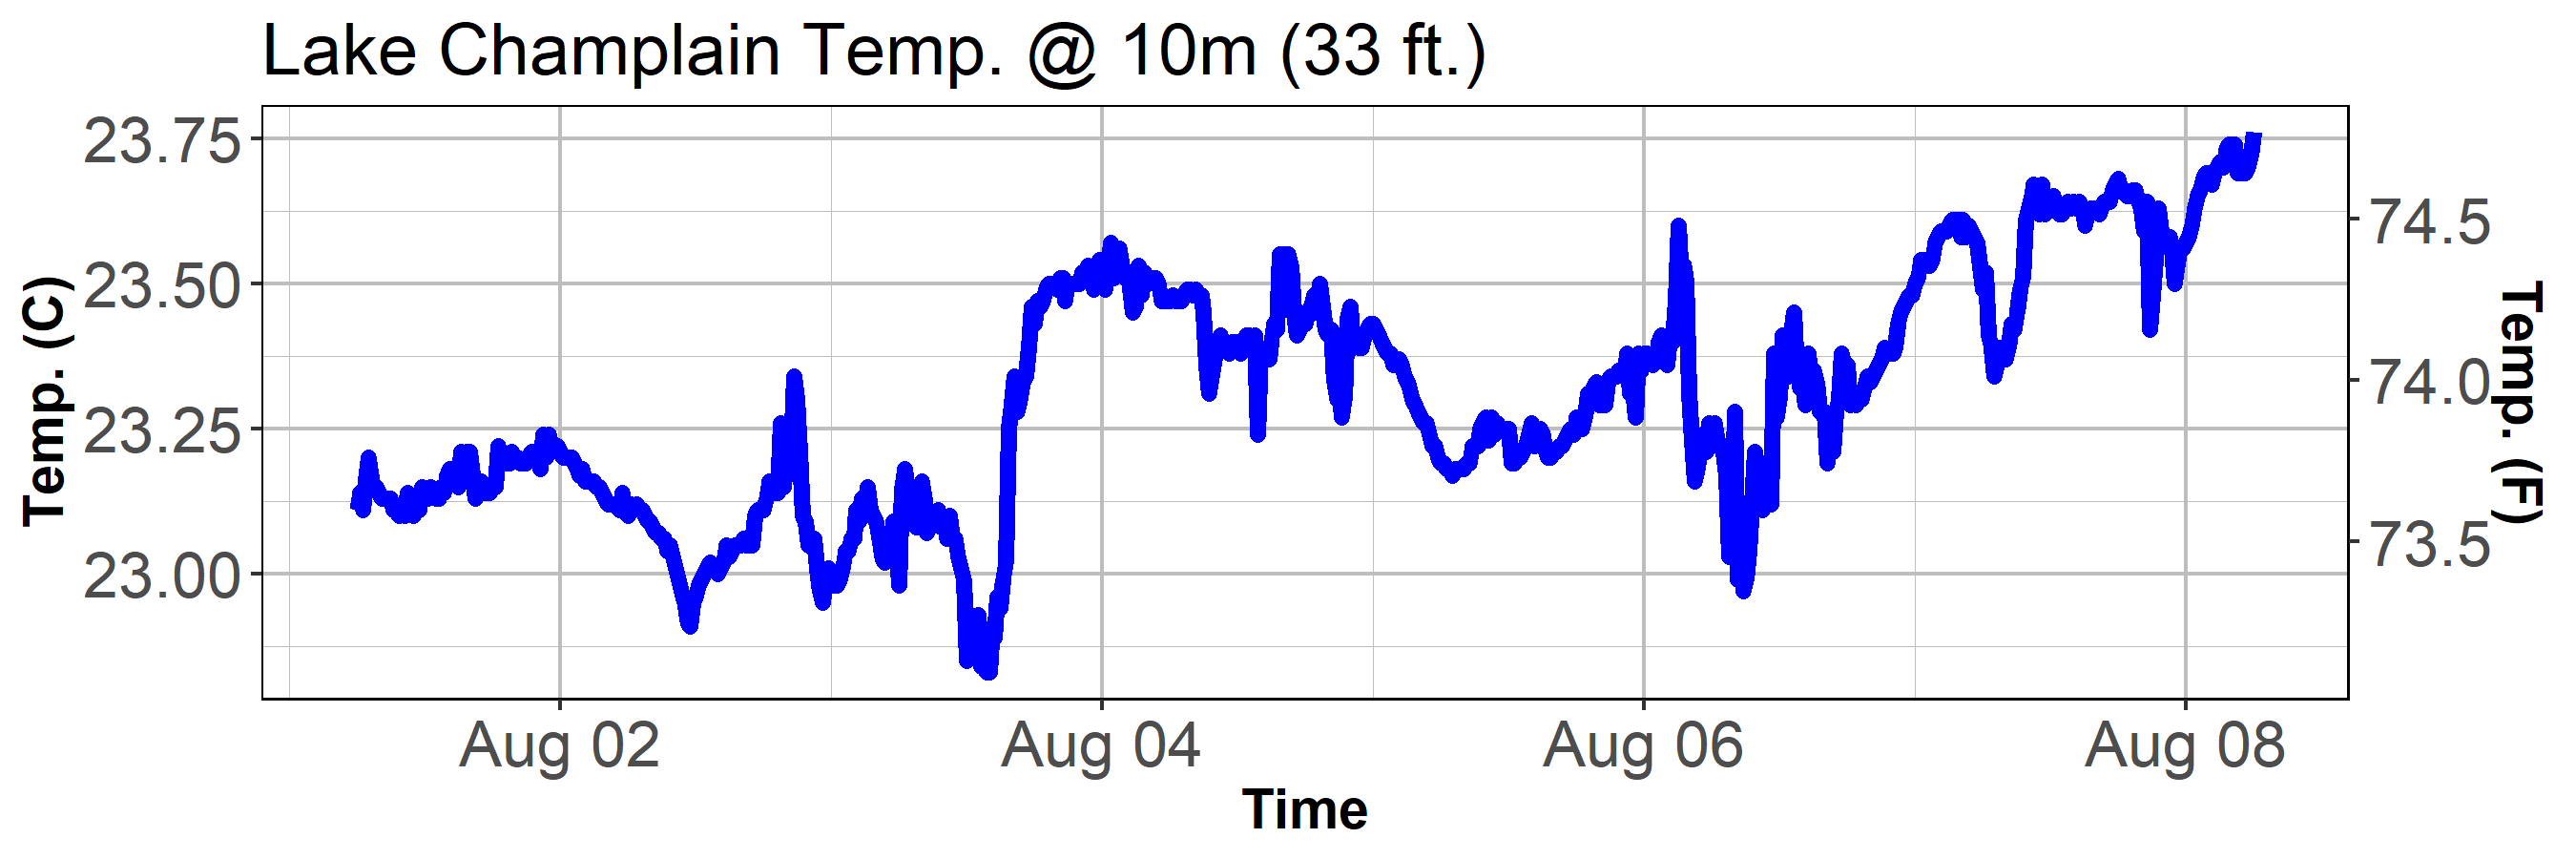 Lake Champlain Temp. @ 10m (33 ft.)
23.75
23.50
23.25
23.00
Temp. (C)
74.5
74.0
73.5
Temp. (F)
Aug 02 Aug 04 Aug 06 Aug 08
Time